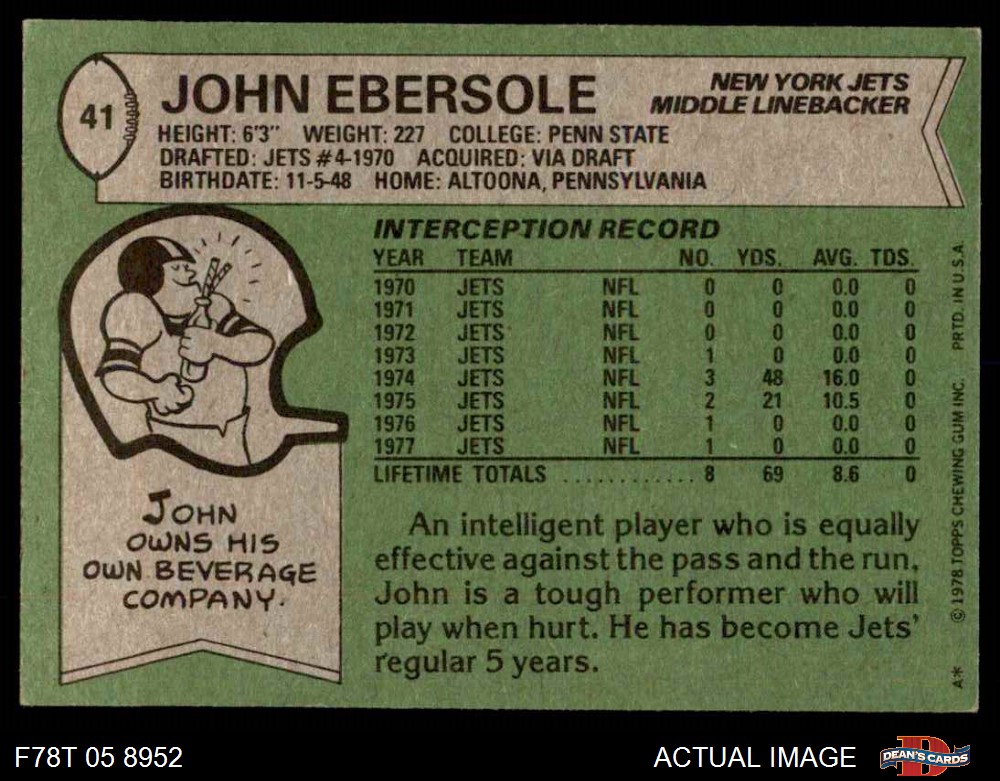 41
JOHN EBERSOLE
NEW YORK JETS
MIDDLE LINEBACKER
HEIGHT: 6'3" WEIGHT: 227 COLLEGE: PENN STATE
DRAFTED: JETS #4-1970 ACQUIRED: VIA DRAFT
BIRTHDATE: 11-5-48 HOME: ALTOONA, PENNSYLVANIA
INTERCEPTION RECORD
YEAR TEAM NO. YDS. AVG. TDS.
1970 JETS NFL 0 0 0.0 0
1971 JETS NFL 0 0 0.0 0
1972 JETS NFL 0 0 0.0 0
1973 JETS NFL 1 0 0.0 0
1974 JETS NFL 3 48 16.0 0
1975 JETS NFL 2 21 10.5 0
1976 JETS NFL 1 0 0.0 0
1977 JETS NFL 1 0 0.0 0
LIFETIME TOTALS ............ 8 69 8.6 0
JOHN
OWNS HIS
OWN BEVERAGE
COMPANY.
An intelligent player who is equally
effective against the pass and the run,
John is a tough performer who will
play when hurt. He has become Jets'
regular 5 years.
A* © 1978 TOPPS CHEWING GUM INC. PRTD. IN U.S.A.
F78T 05 8952
ACTUAL IMAGE
DEAN'S CARDS